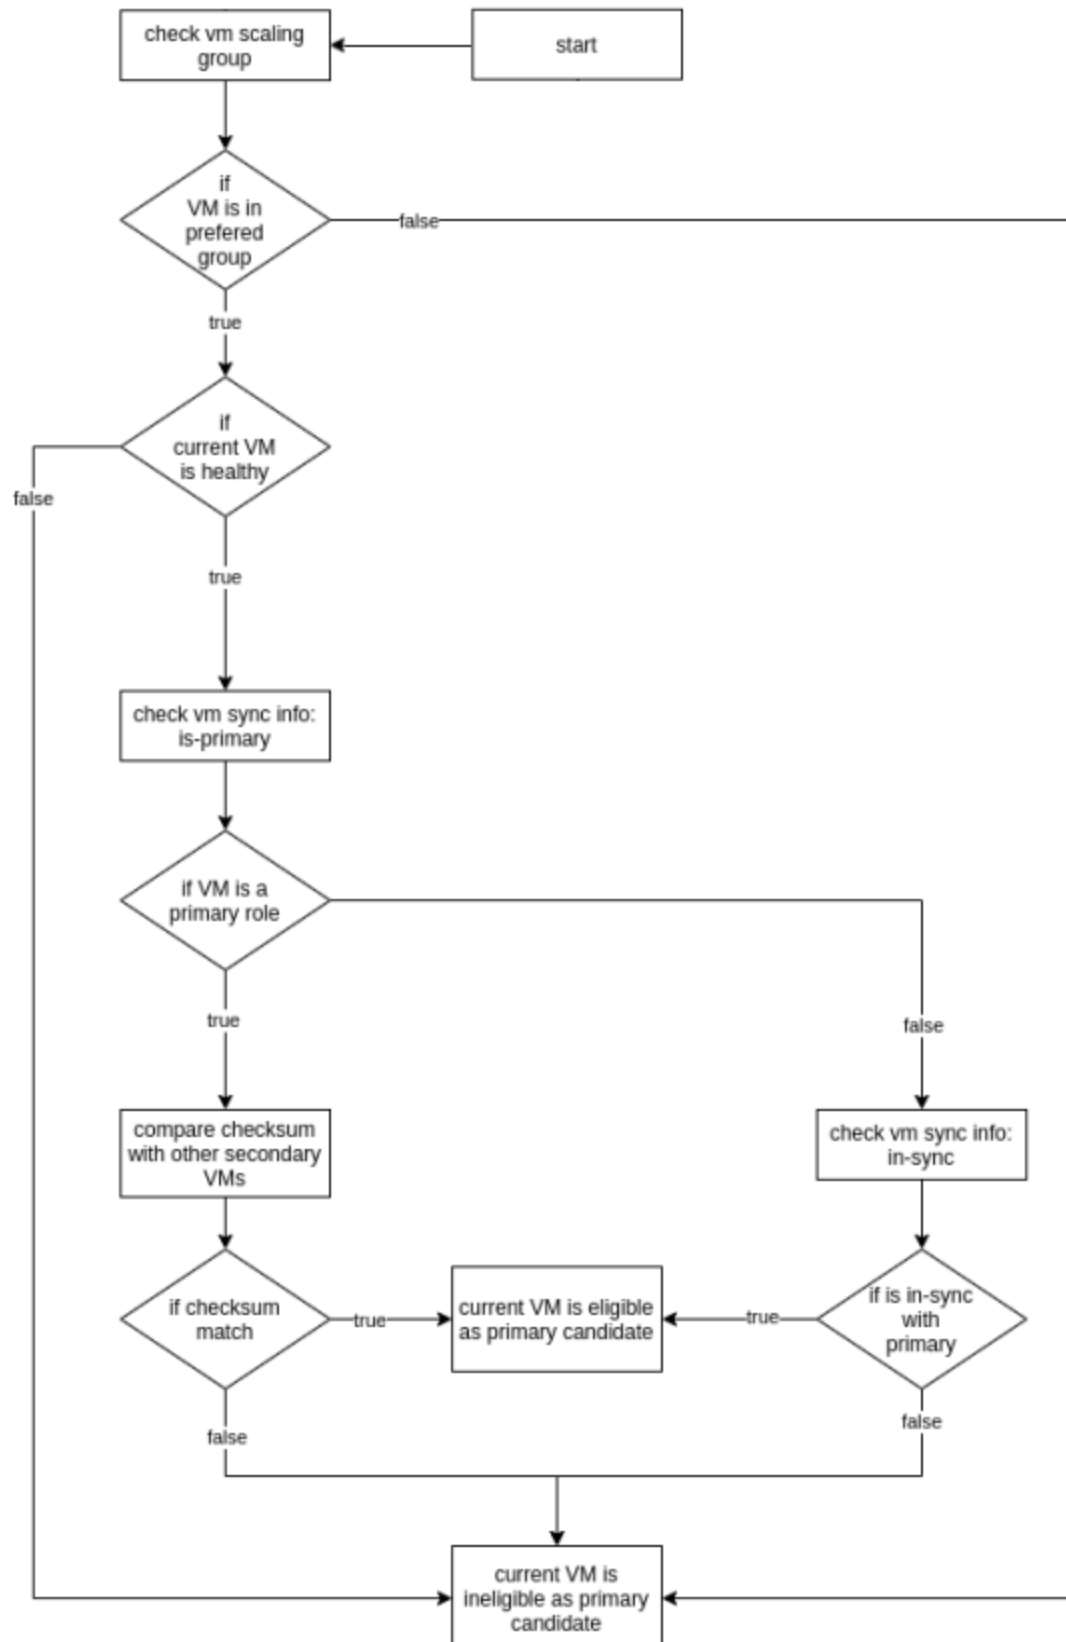 check vm scaling
group
start
if
VM is in
prefered
group
false
true
if
current VM
is healthy
false
true
check vm sync info:
is-primary
if VM is a
primary role
true
false
compare checksum
with other secondary
VMs
check vm sync info:
in-sync
if checksum
match
true
current VM is eligible
as primary candidate
true
if is in-sync
with
primary
false
false
current VM is
ineligible as primary
candidate